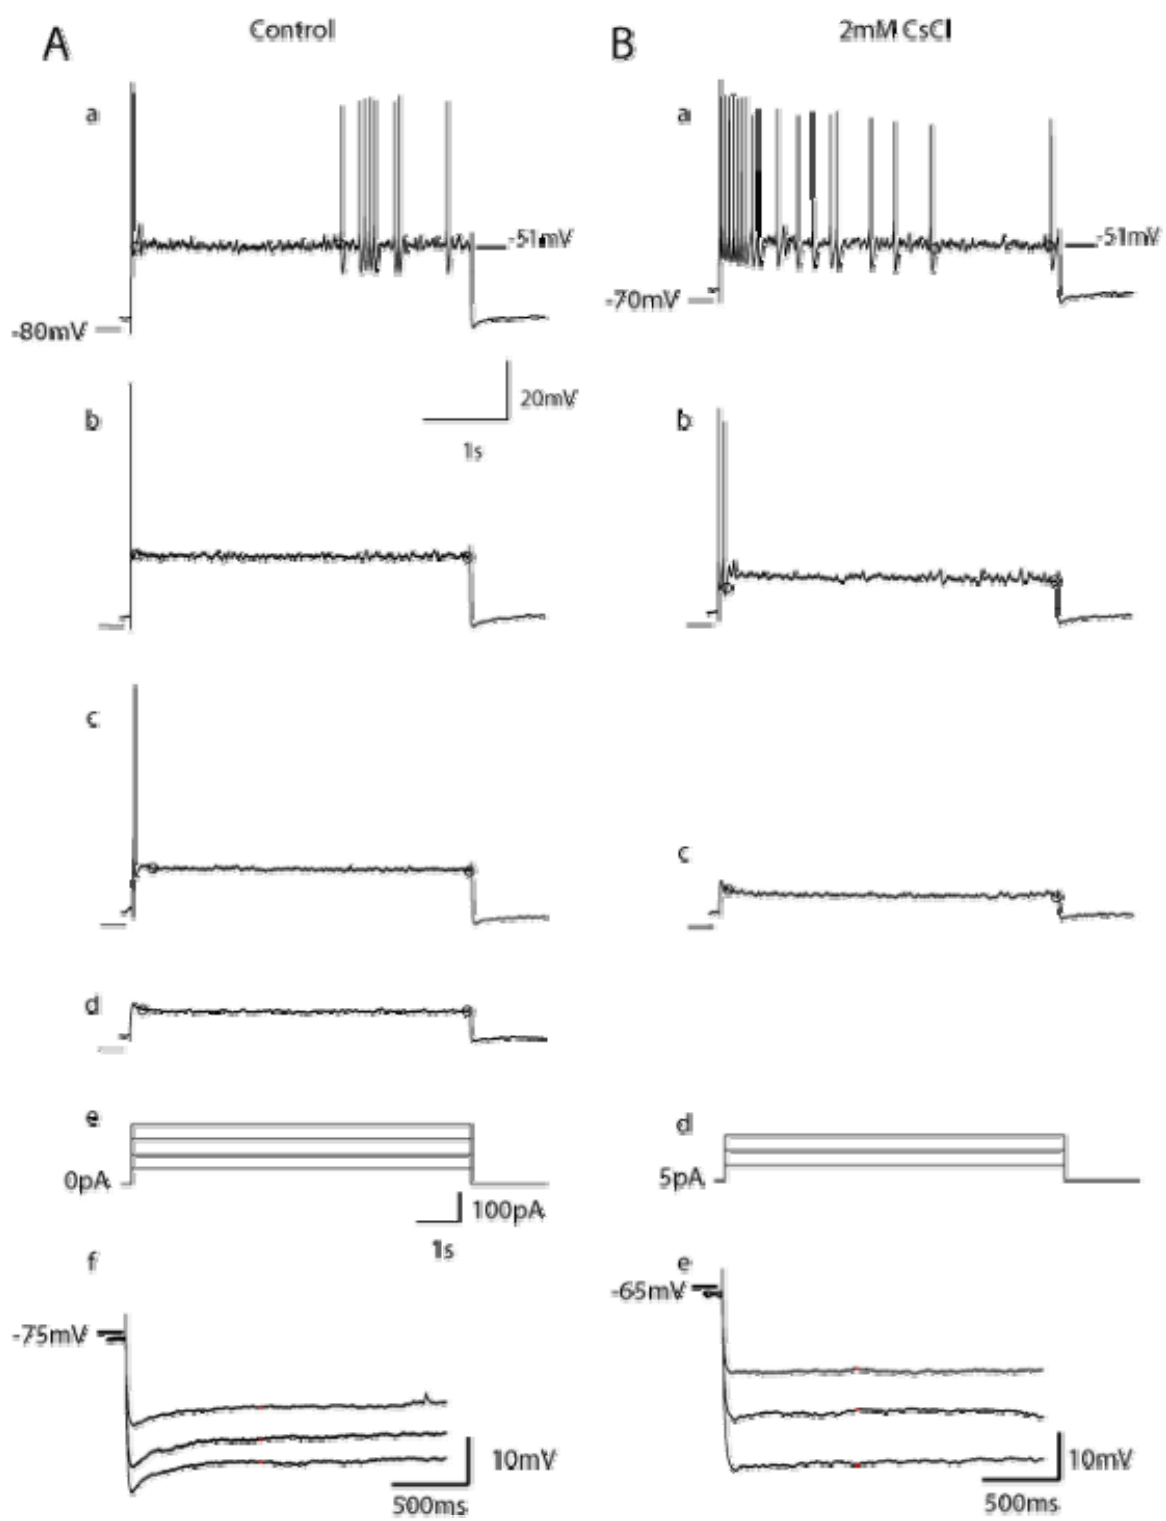 A Control
a
-51mV
-80mV
20mV
1s
b
c
d
e
0pA
100pA
1s
f
-75mV
10mV
500ms
B 2mM CsCl
a
-51mV
-70mV
b
c
d
5pA
e
-65mV
10mV
500ms